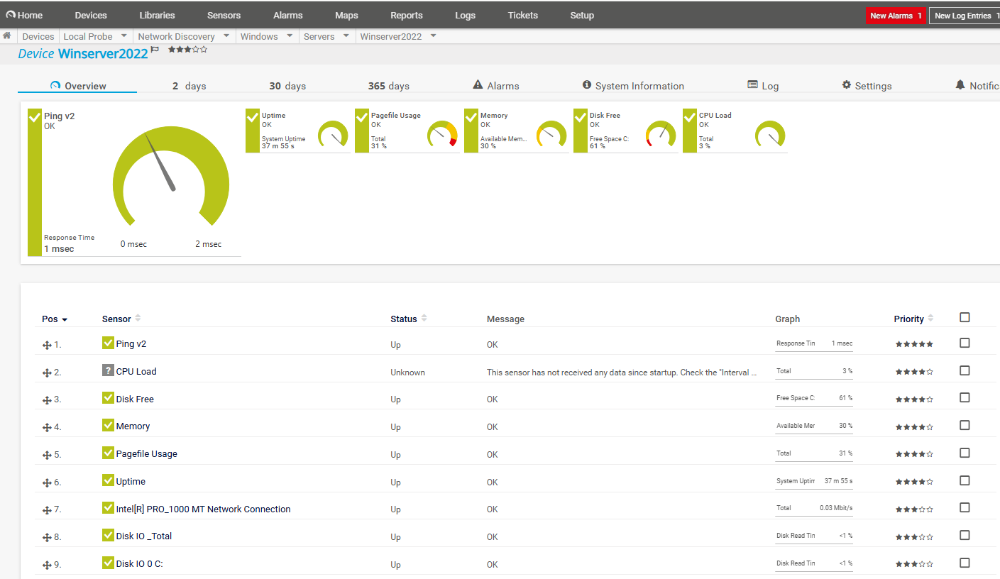 Home Devices Libraries Sensors Alarms Maps Reports Logs Tickets Setup New Alarms 1 New Log Entries 1
Devices Local Probe Network Discovery Windows Servers Winserver2022
Device Winserver2022
Overview 2 days 30 days 365 days Alarms System Information Log Settings Notific
Ping v2
OK
Response Time
1 msec
0 msec 2 msec
Uptime
OK
System Uptime
37 m 55 s
Pagefile Usage
OK
Total
31 %
Memory
OK
Available Mem...
30 %
Disk Free
OK
Free Space C:
61 %
CPU Load
OK
Total
3 %
Pos Sensor Status Message Graph Priority
1. Ping v2 Up OK Response Tim 1 msec
2. ? CPU Load Unknown This sensor has not received any data since startup. Check the "Interval ... Total 3 %
3. Disk Free Up OK Free Space C: 61 %
4. Memory Up OK Available Mem 30 %
5. Pagefile Usage Up OK Total 31 %
6. Uptime Up OK System Uptim 37 m 55 s
7. Intel[R] PRO_1000 MT Network Connection Up OK Total 0.03 Mbit/s
8. Disk IO _Total Up OK Disk Read Tim <1 %
9. Disk IO 0 C: Up OK Disk Read Tim <1 %